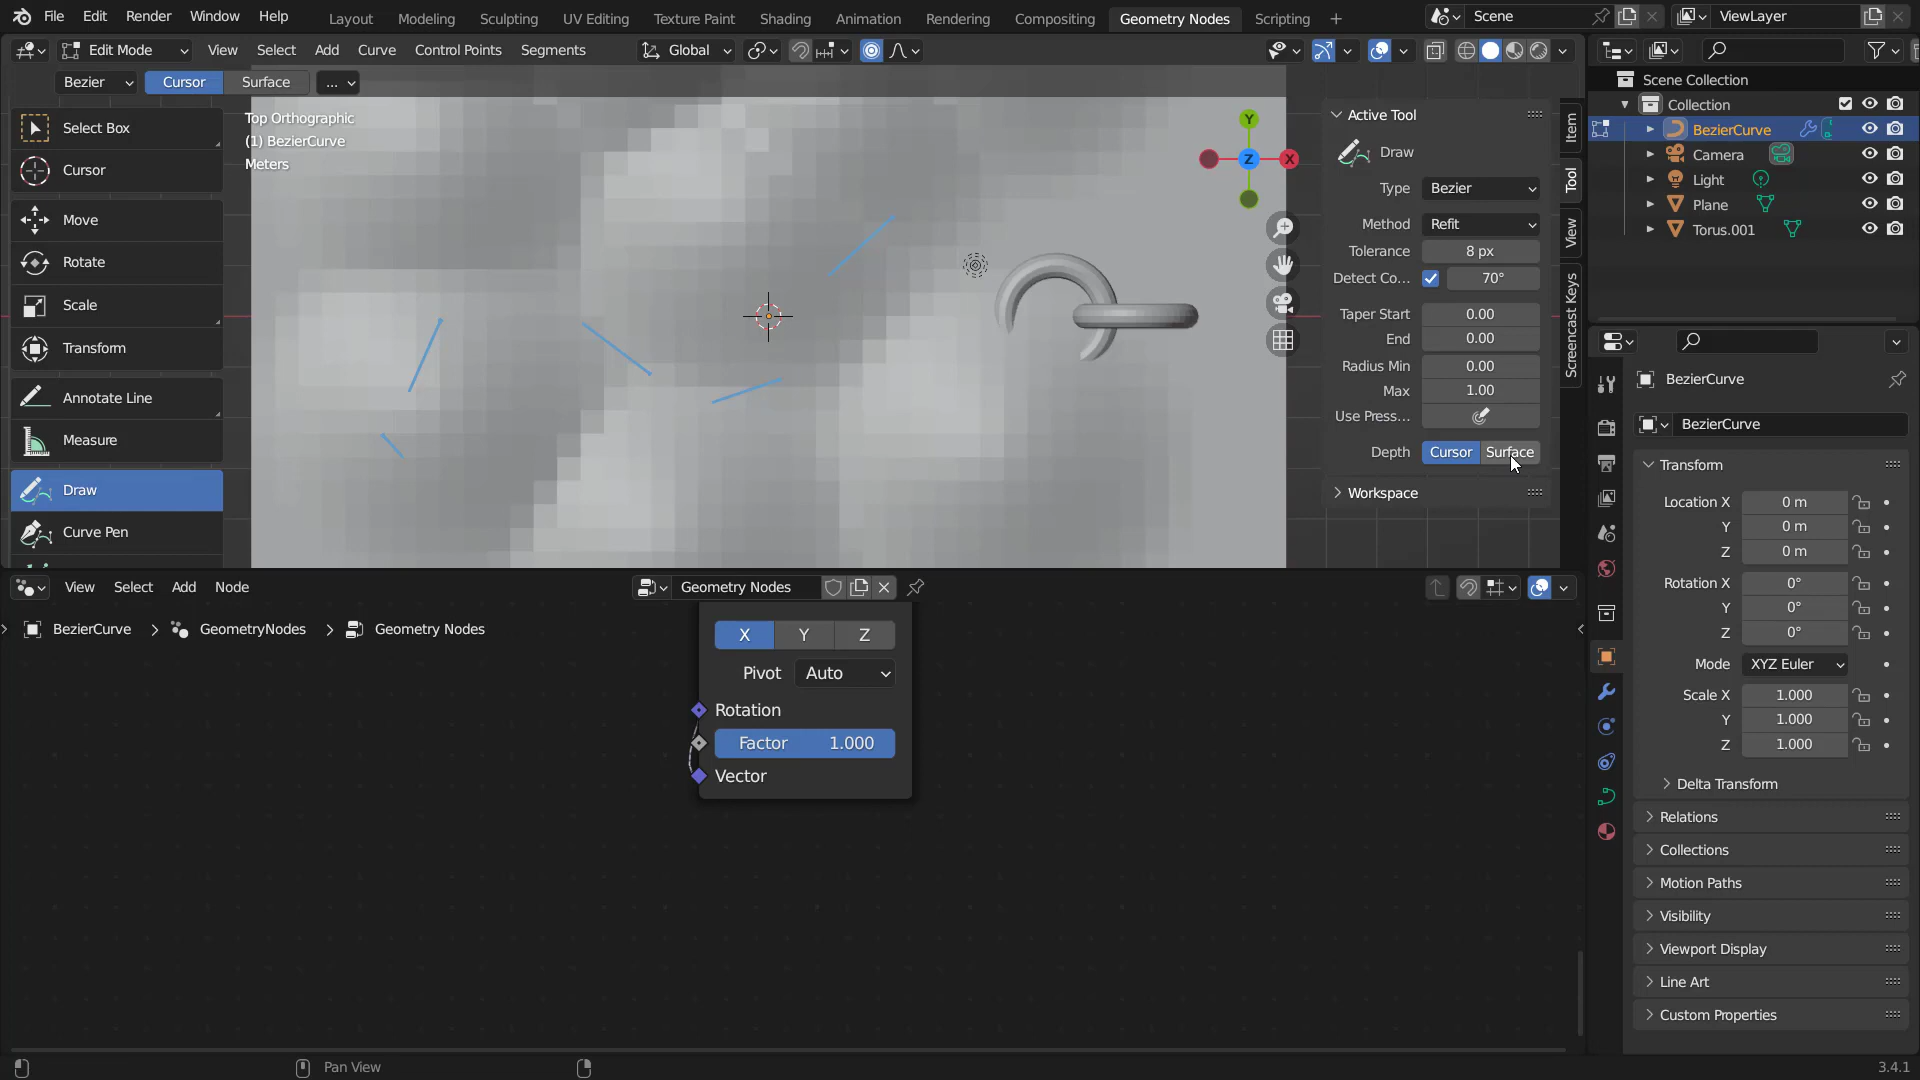 File Edit Render Window Help Layout Modeling Sculpting UV Editing Texture Paint Shading Animation Rendering Compositing Geometry Nodes Scripting Scene ViewLayer
Edit Mode View Select Add Curve Control Points Segments Global
Bezier Cursor Surface ...
Select Box
Cursor
Move
Rotate
Scale
Transform
Annotate Line
Measure
Draw
Curve Pen
Top Orthographic
(1) BezierCurve
Meters
Y
X
Z
Active Tool
Draw
Type Bezier
Method Refit
Tolerance 8 px
Detect Co... 70°
Taper Start 0.00
End 0.00
Radius Min 0.00
Max 1.00
Use Press...
Depth Cursor Surface
Workspace
Item
Tool
View
Screencast Keys
Scene Collection
Collection
BezierCurve
Camera
Light
Plane
Torus.001
BezierCurve
BezierCurve
Transform
Location X 0 m
Y 0 m
Z 0 m
Rotation X 0°
Y 0°
Z 0°
Mode XYZ Euler
Scale X 1.000
Y 1.000
Z 1.000
Delta Transform
Relations
Collections
Motion Paths
Visibility
Viewport Display
Line Art
Custom Properties
View Select Add Node Geometry Nodes
BezierCurve GeometryNodes Geometry Nodes
X Y Z
Pivot Auto
Rotation
Factor 1.000
Vector
Pan View
3.4.1